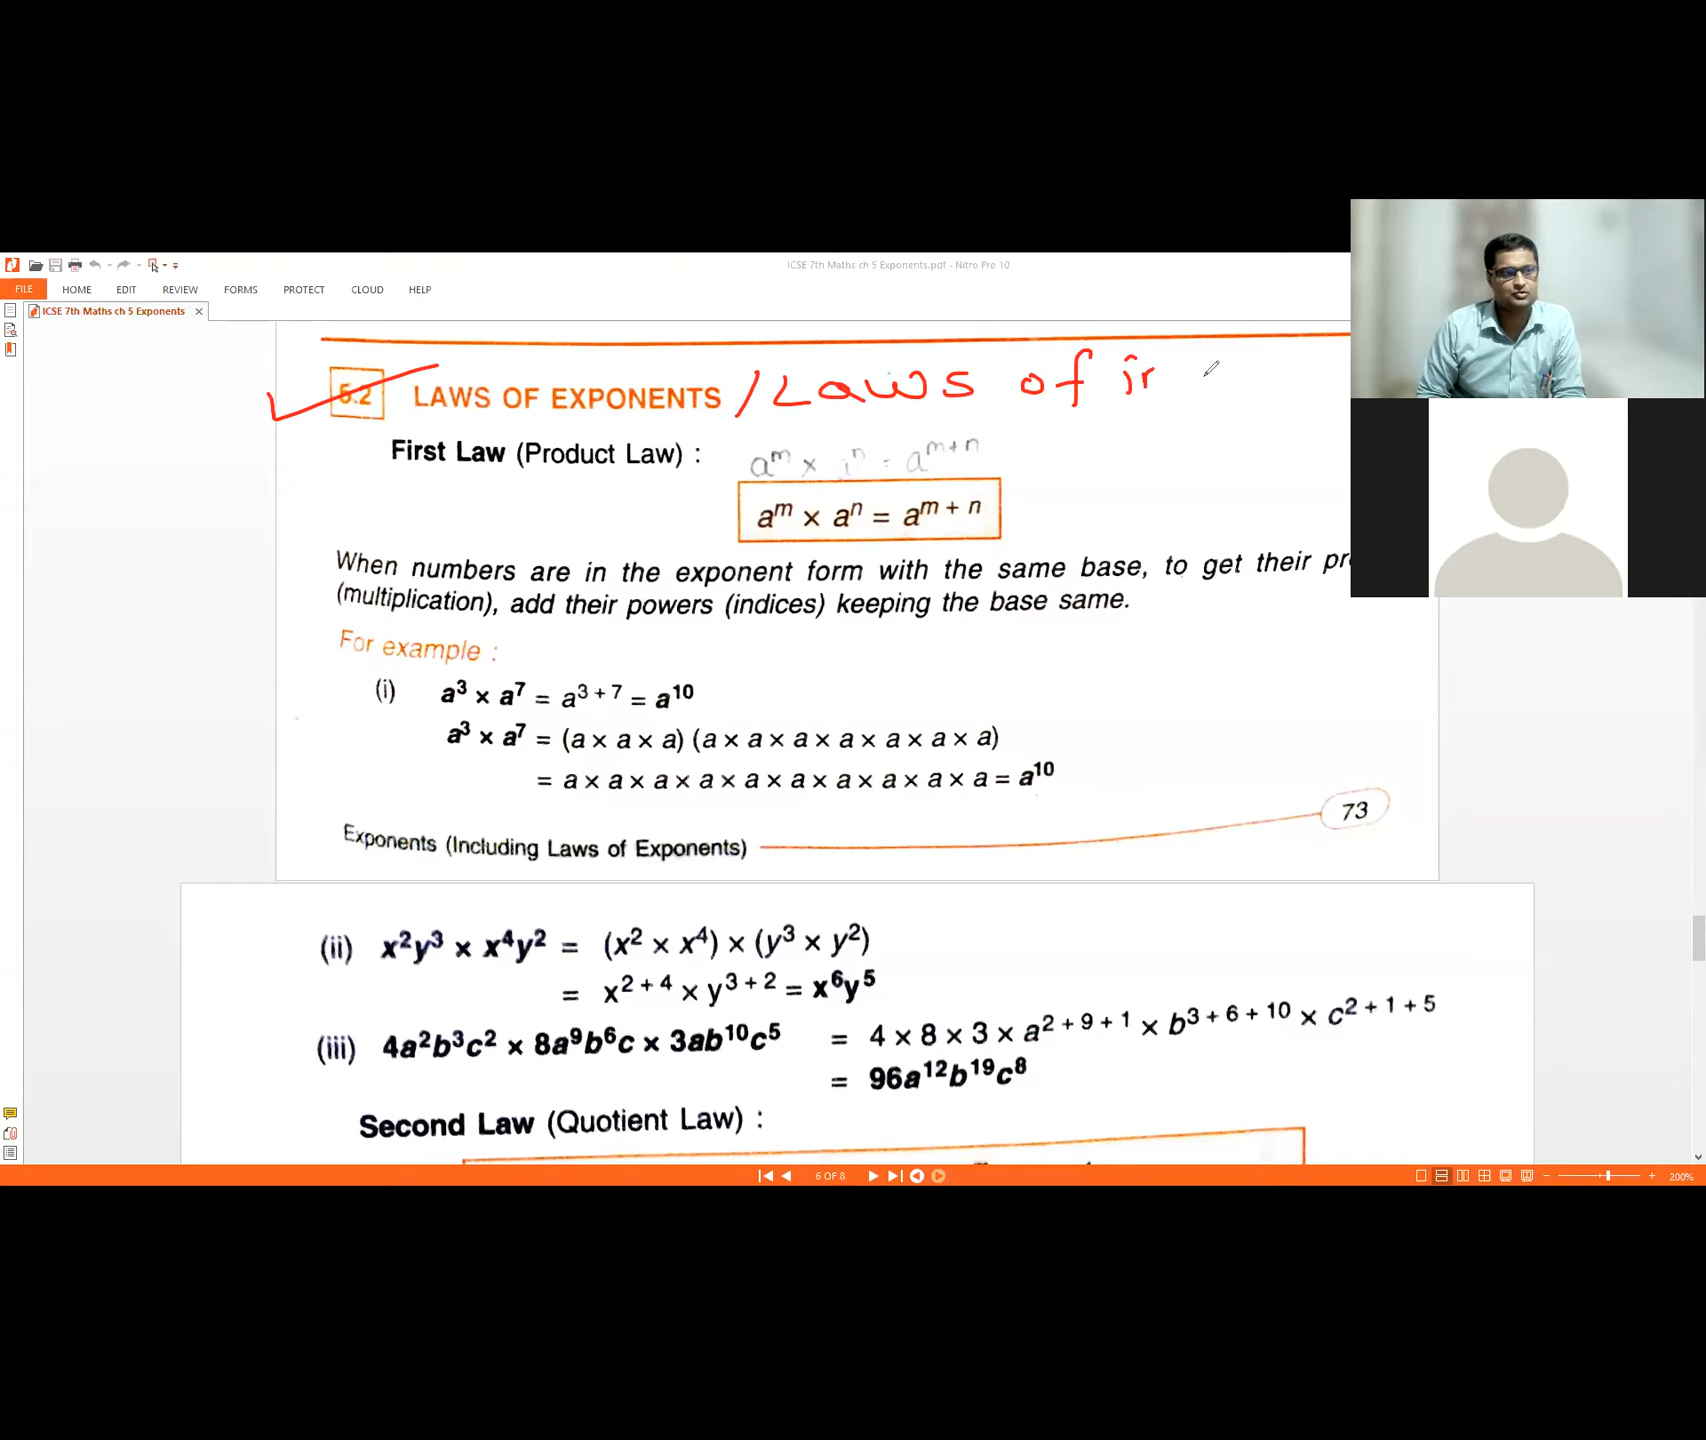 ICSE 7th Maths ch 5 Exponents.pdf - Nitro Pro 10
FILE HOME EDIT REVIEW FORMS PROTECT CLOUD HELP
ICSE 7th Maths ch 5 Exponents ×
5.2 LAWS OF EXPONENTS / Laws of in
First Law (Product Law) :
aᵐ × ⁿ = aᵐ⁺ⁿ
aᵐ × aⁿ = aᵐ ⁺ ⁿ
When numbers are in the exponent form with the same base, to get their
(multiplication), add their powers (indices) keeping the base same.
For example :
(i) a³ × a⁷ = a³ ⁺ ⁷ = a¹⁰
a³ × a⁷ = (a × a × a) (a × a × a × a × a × a × a)
= a × a × a × a × a × a × a × a × a × a = a¹⁰
73
Exponents (Including Laws of Exponents)
(ii) x²y³ × x⁴y² = (x² × x⁴) × (y³ × y²)
= x² ⁺ ⁴ × y³ ⁺ ² = x⁶y⁵
(iii) 4a²b³c² × 8a⁹b⁶c × 3ab¹⁰c⁵ = 4 × 8 × 3 × a² ⁺ ⁹ ⁺ ¹ × b³ ⁺ ⁶ ⁺ ¹⁰ × c² ⁺ ¹ ⁺ ⁵
= 96a¹²b¹⁹c⁸
Second Law (Quotient Law) :
6 OF 8
200%